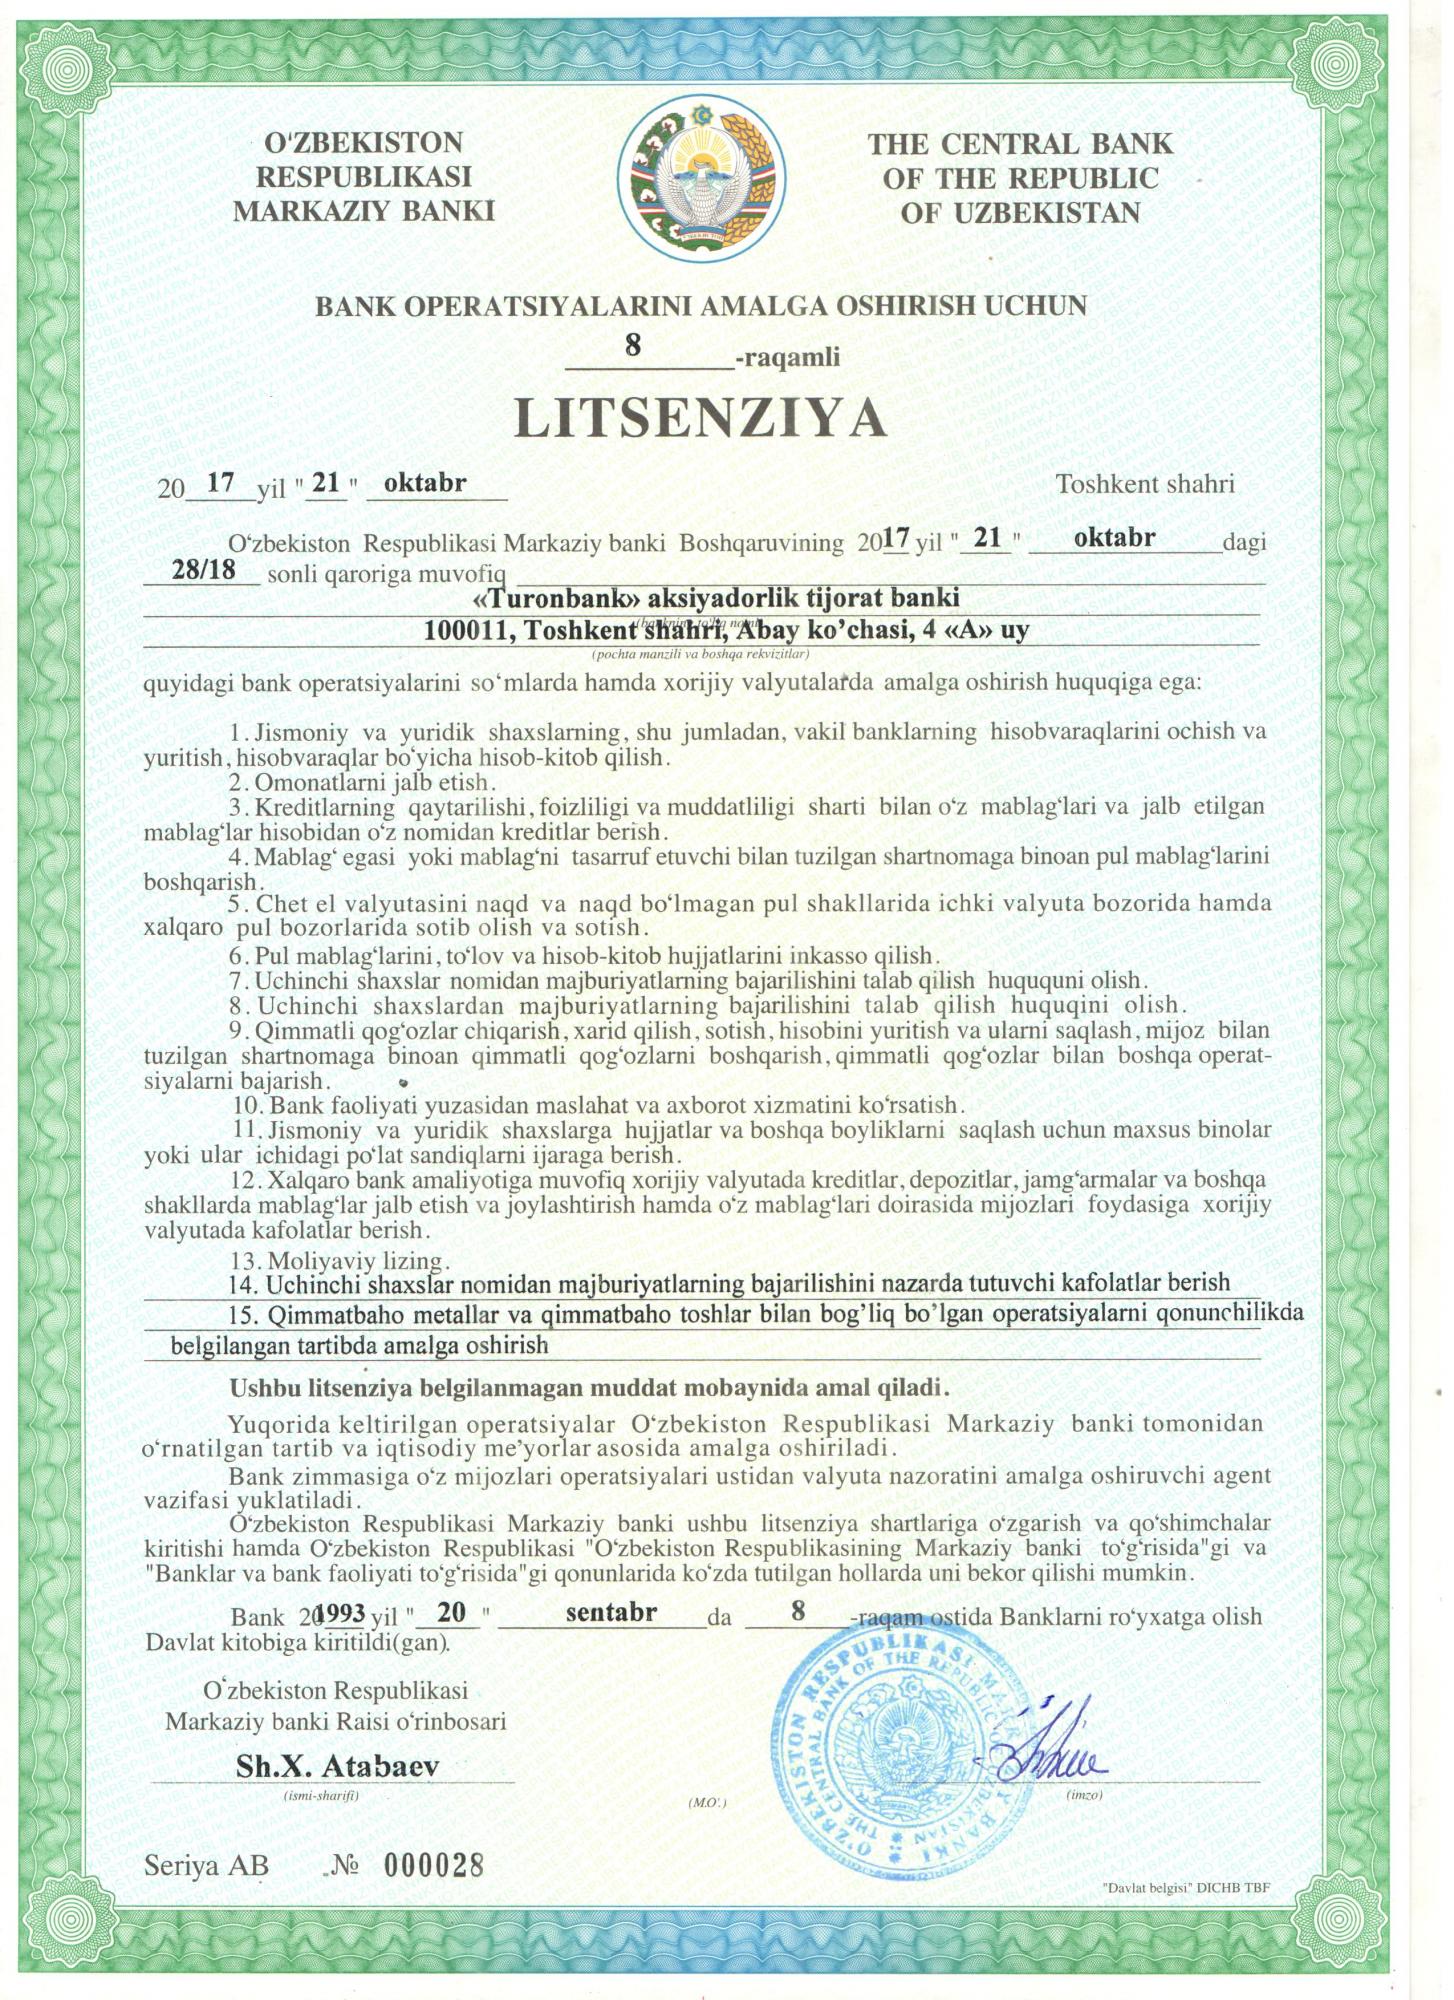 O‘ZBEKISTON
RESPUBLIKASI
MARKAZIY BANKI
THE CENTRAL BANK
OF THE REPUBLIC
OF UZBEKISTAN
BANK OPERATSIYALARINI AMALGA OSHIRISH UCHUN
8 -raqamli
LITSENZIYA
2017 yil "21" oktabr Toshkent shahri
O‘zbekiston Respublikasi Markaziy banki Boshqaruvining 2017 yil "21" oktabr dagi
28/18 sonli qaroriga muvofiq
«Turonbank» aksiyadorlik tijorat banki
(bankning to‘liq nomi)
100011, Toshkent shahri, Abay ko’chasi, 4 «A» uy
(pochta manzili va boshqa rekvizitlar)
quyidagi bank operatsiyalarini so‘mlarda hamda xorijiy valyutalarda amalga oshirish huquqiga ega:
1. Jismoniy va yuridik shaxslarning, shu jumladan, vakil banklarning hisobvaraqlarini ochish va
yuritish, hisobvaraqlar bo‘yicha hisob-kitob qilish.
2. Omonatlarni jalb etish.
3. Kreditlarning qaytarilishi, foizliligi va muddatliligi sharti bilan o‘z mablag‘lari va jalb etilgan
mablag‘lar hisobidan o‘z nomidan kreditlar berish.
4. Mablag‘ egasi yoki mablag‘ni tasarruf etuvchi bilan tuzilgan shartnomaga binoan pul mablag‘larini
boshqarish.
5. Chet el valyutasini naqd va naqd bo‘lmagan pul shakllarida ichki valyuta bozorida hamda
xalqaro pul bozorlarida sotib olish va sotish.
6. Pul mablag‘larini, to‘lov va hisob-kitob hujjatlarini inkasso qilish.
7. Uchinchi shaxslar nomidan majburiyatlarning bajarilishini talab qilish huququni olish.
8. Uchinchi shaxslardan majburiyatlarning bajarilishini talab qilish huquqini olish.
9. Qimmatli qog‘ozlar chiqarish, xarid qilish, sotish, hisobini yuritish va ularni saqlash, mijoz bilan
tuzilgan shartnomaga binoan qimmatli qog‘ozlarni boshqarish, qimmatli qog‘ozlar bilan boshqa operat-
siyalarni bajarish.
10. Bank faoliyati yuzasidan maslahat va axborot xizmatini ko‘rsatish.
11. Jismoniy va yuridik shaxslarga hujjatlar va boshqa boyliklarni saqlash uchun maxsus binolar
yoki ular ichidagi po‘lat sandiqlarni ijaraga berish.
12. Xalqaro bank amaliyotiga muvofiq xorijiy valyutada kreditlar, depozitlar, jamg‘armalar va boshqa
shakllarda mablag‘lar jalb etish va joylashtirish hamda o‘z mablag‘lari doirasida mijozlari foydasiga xorijiy
valyutada kafolatlar berish.
13. Moliyaviy lizing.
14. Uchinchi shaxslar nomidan majburiyatlarning bajarilishini nazarda tutuvchi kafolatlar berish
15. Qimmatbaho metallar va qimmatbaho toshlar bilan bog’liq bo’lgan operatsiyalarni qonunchilikda
belgilangan tartibda amalga oshirish
Ushbu litsenziya belgilanmagan muddat mobaynida amal qiladi.
Yuqorida keltirilgan operatsiyalar O‘zbekiston Respublikasi Markaziy banki tomonidan
o‘rnatilgan tartib va iqtisodiy me’yorlar asosida amalga oshiriladi.
Bank zimmasiga o‘z mijozlari operatsiyalari ustidan valyuta nazoratini amalga oshiruvchi agent
vazifasi yuklatiladi.
O‘zbekiston Respublikasi Markaziy banki ushbu litsenziya shartlariga o‘zgarish va qo‘shimchalar
kiritishi hamda O‘zbekiston Respublikasi "O‘zbekiston Respublikasining Markaziy banki to‘g‘risida"gi va
"Banklar va bank faoliyati to‘g‘risida"gi qonunlarida ko‘zda tutilgan hollarda uni bekor qilishi mumkin.
Bank 201993 yil "20" sentabr da 8 -raqam ostida Banklarni ro‘yxatga olish
Davlat kitobiga kiritildi(gan).
O‘zbekiston Respublikasi
Markaziy banki Raisi o‘rinbosari
Sh.X. Atabaev
(ismi-sharifi)
(M.O‘.)
(imzo)
O‘ZBEKISTON RESPUBLIKASI MARKAZIY BANKI
THE CENTRAL BANK OF THE REPUBLIC OF UZBEKISTAN
Seriya AB № 000028
"Davlat belgisi" DICHB TBF